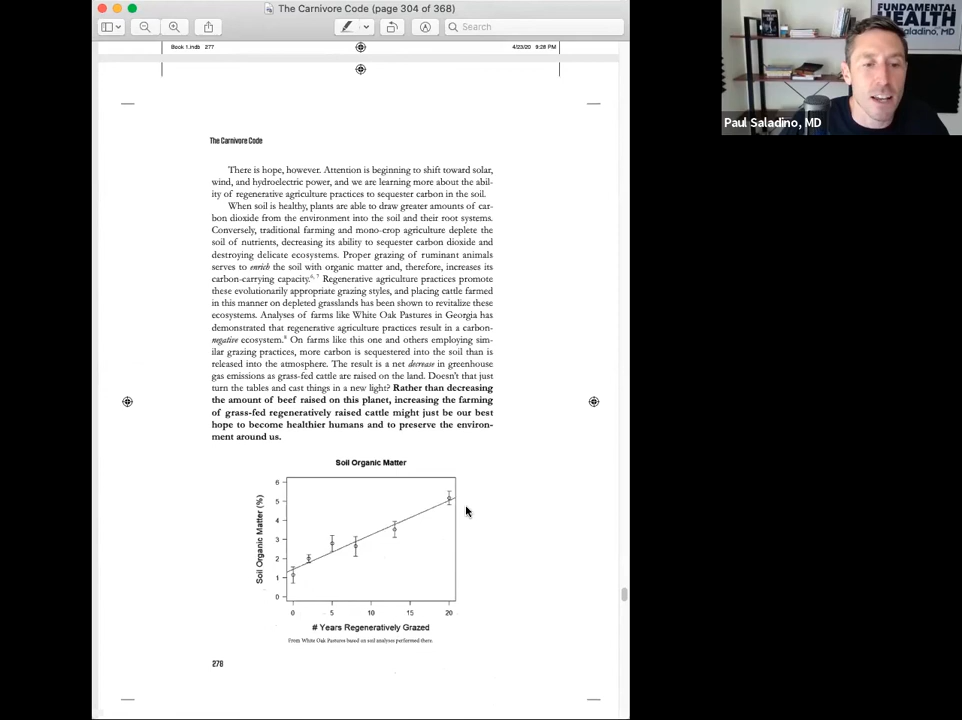 The Carnivore Code (page 304 of 368)
Search
Book 1.indb 277
4/23/20 9:28 PM
The Carnivore Code
There is hope, however. Attention is beginning to shift toward solar,
wind, and hydroelectric power, and we are learning more about the abil-
ity of regenerative agriculture practices to sequester carbon in the soil.
When soil is healthy, plants are able to draw greater amounts of car-
bon dioxide from the environment into the soil and their root systems.
Conversely, traditional farming and mono-crop agriculture deplete the
soil of nutrients, decreasing its ability to sequester carbon dioxide and
destroying delicate ecosystems. Proper grazing of ruminant animals
serves to enrich the soil with organic matter and, therefore, increases its
carbon-carrying capacity.6, 7 Regenerative agriculture practices promote
these evolutionarily appropriate grazing styles, and placing cattle farmed
in this manner on depleted grasslands has been shown to revitalize these
ecosystems. Analyses of farms like White Oak Pastures in Georgia has
demonstrated that regenerative agriculture practices result in a carbon-
negative ecosystem.8 On farms like this one and others employing sim-
ilar grazing practices, more carbon is sequestered into the soil than is
released into the atmosphere. The result is a net decrease in greenhouse
gas emissions as grass-fed cattle are raised on the land. Doesn't that just
turn the tables and cast things in a new light? Rather than decreasing
the amount of beef raised on this planet, increasing the farming
of grass-fed regeneratively raised cattle might just be our best
hope to become healthier humans and to preserve the environ-
ment around us.
Soil Organic Matter
Soil Organic Matter (%)
6
5
4
3
2
1
0
0 5 10 15 20
# Years Regeneratively Grazed
From White Oak Pastures based on soil analyses performed there.
278
FUNDAMENTAL
HEALTH
Saladino, MD
Paul Saladino, MD